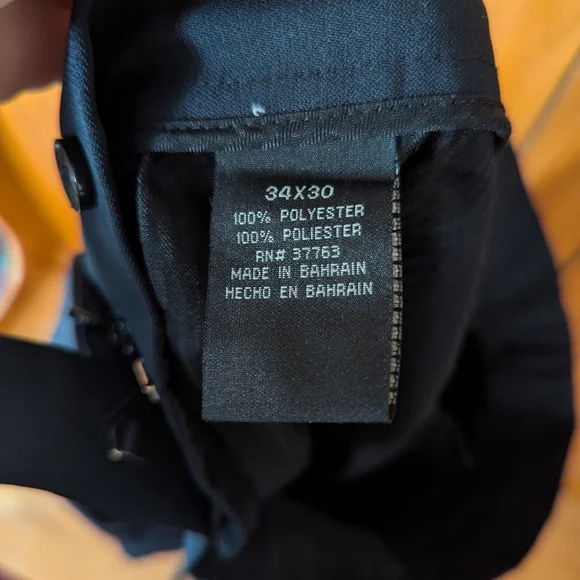 34X30
100% POLYESTER
100% POLIESTER
RN# 37763
MADE IN BAHRAIN
HECHO EN BAHRAIN